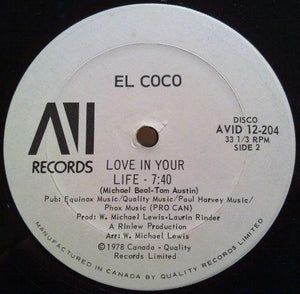 EL COCO
AVI
RECORDS
DISCO
AVID 12-204
33 1/3 RPM
SIDE 2
LOVE IN YOUR
LIFE - 7:40
(Michael Beal-Tom Austin)
Pub: Equinox Music/Quality Music/Paul Harvey Music/
Phox Music (PRO CAN)
Prod: W. Michael Lewis-Laurin Rinder
A Rinlew Production
Arr: W. Michael Lewis
©1978 Canada - Quality
Records Limited
MANUFACTURED IN CANADA BY QUALITY RECORDS LIMITED